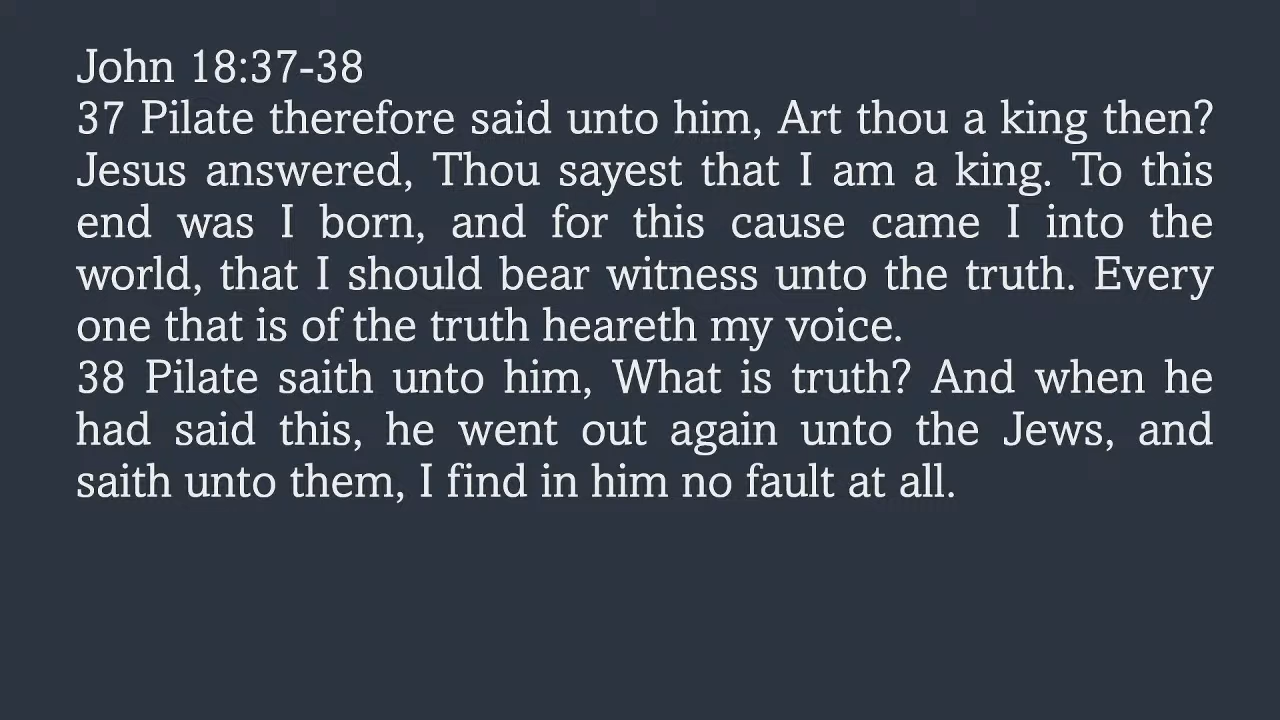 John 18:37-38
37 Pilate therefore said unto him, Art thou a king then?
Jesus answered, Thou sayest that I am a king. To this
end was I born, and for this cause came I into the
world, that I should bear witness unto the truth. Every
one that is of the truth heareth my voice.
38 Pilate saith unto him, What is truth? And when he
had said this, he went out again unto the Jews, and
saith unto them, I find in him no fault at all.